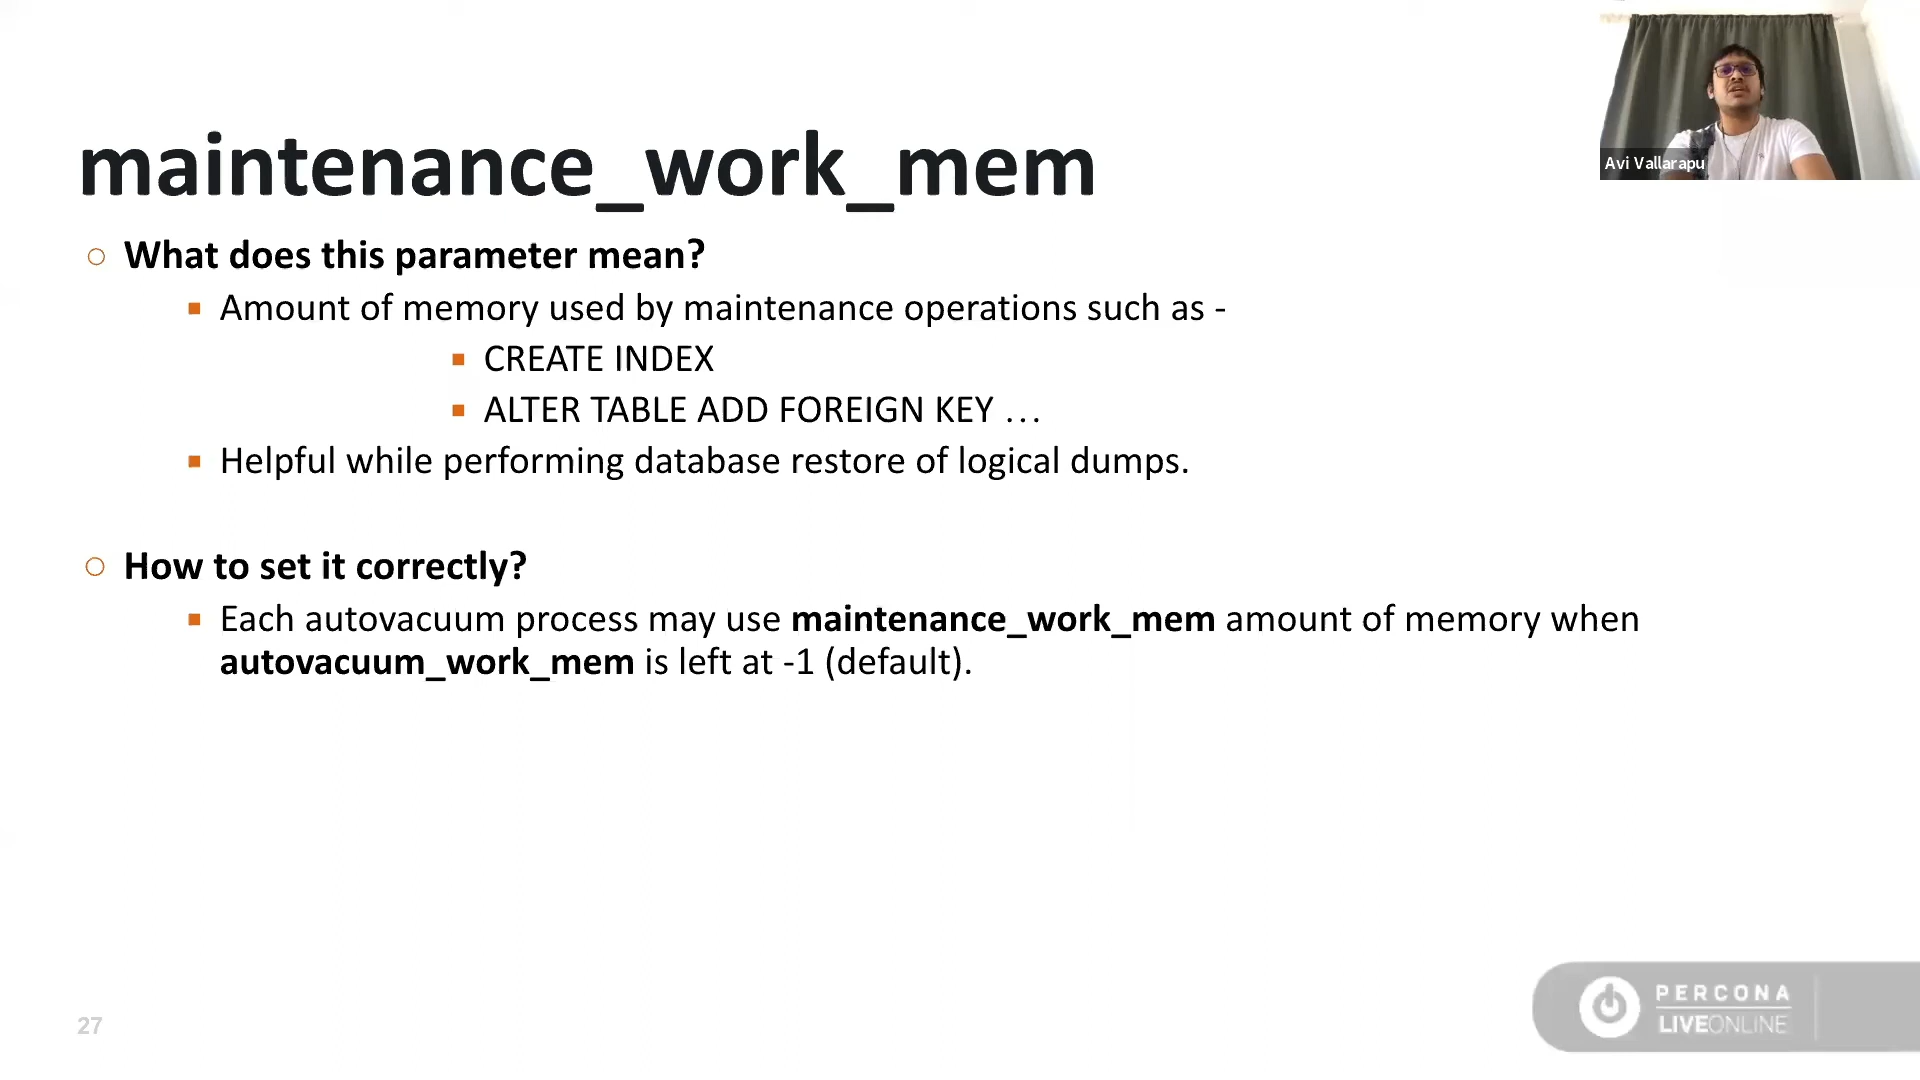 Avi Vallarapu
maintenance_work_mem
What does this parameter mean?
Amount of memory used by maintenance operations such as -
CREATE INDEX
ALTER TABLE ADD FOREIGN KEY …
Helpful while performing database restore of logical dumps.
How to set it correctly?
Each autovacuum process may use maintenance_work_mem amount of memory when
autovacuum_work_mem is left at -1 (default).
27
PERCONA
LIVEONLINE